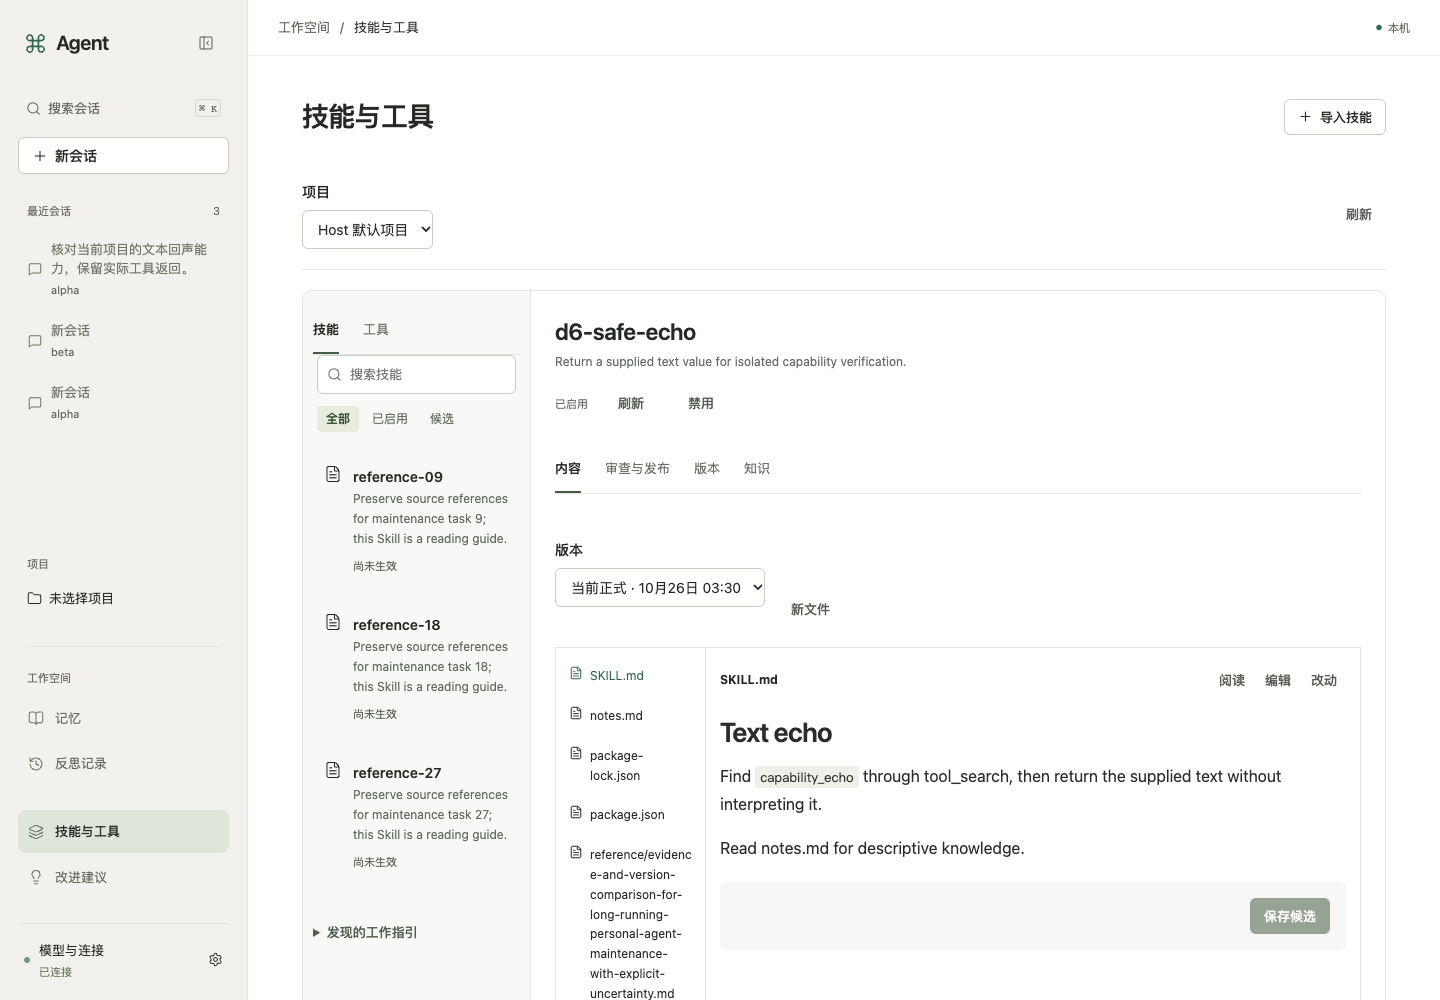 Agent
搜索会话
⌘ K
新会话
最近会话
3
核对当前项目的文本回声能
力，保留实际工具返回。
alpha
新会话
beta
新会话
alpha
项目
未选择项目
工作空间
记忆
反思记录
技能与工具
改进建议
模型与连接
已连接
工作空间 / 技能与工具
本机
技能与工具
导入技能
项目
Host 默认项目
刷新
技能
工具
搜索技能
全部
已启用
候选
reference-09
Preserve source references
for maintenance task 9;
this Skill is a reading guide.
尚未生效
reference-18
Preserve source references
for maintenance task 18;
this Skill is a reading guide.
尚未生效
reference-27
Preserve source references
for maintenance task 27;
this Skill is a reading guide.
尚未生效
发现的工作指引
d6-safe-echo
Return a supplied text value for isolated capability verification.
已启用
刷新
禁用
内容
审查与发布
版本
知识
版本
当前正式 · 10月26日 03:30
新文件
SKILL.md
notes.md
package-
lock.json
package.json
reference/evidenc
e-and-version-
comparison-for-
long-running-
personal-agent-
maintenance-
with-explicit-
uncertainty.md
SKILL.md
阅读
编辑
改动
Text echo
Find capability_echo through tool_search, then return the supplied text without
interpreting it.
Read notes.md for descriptive knowledge.
保存候选